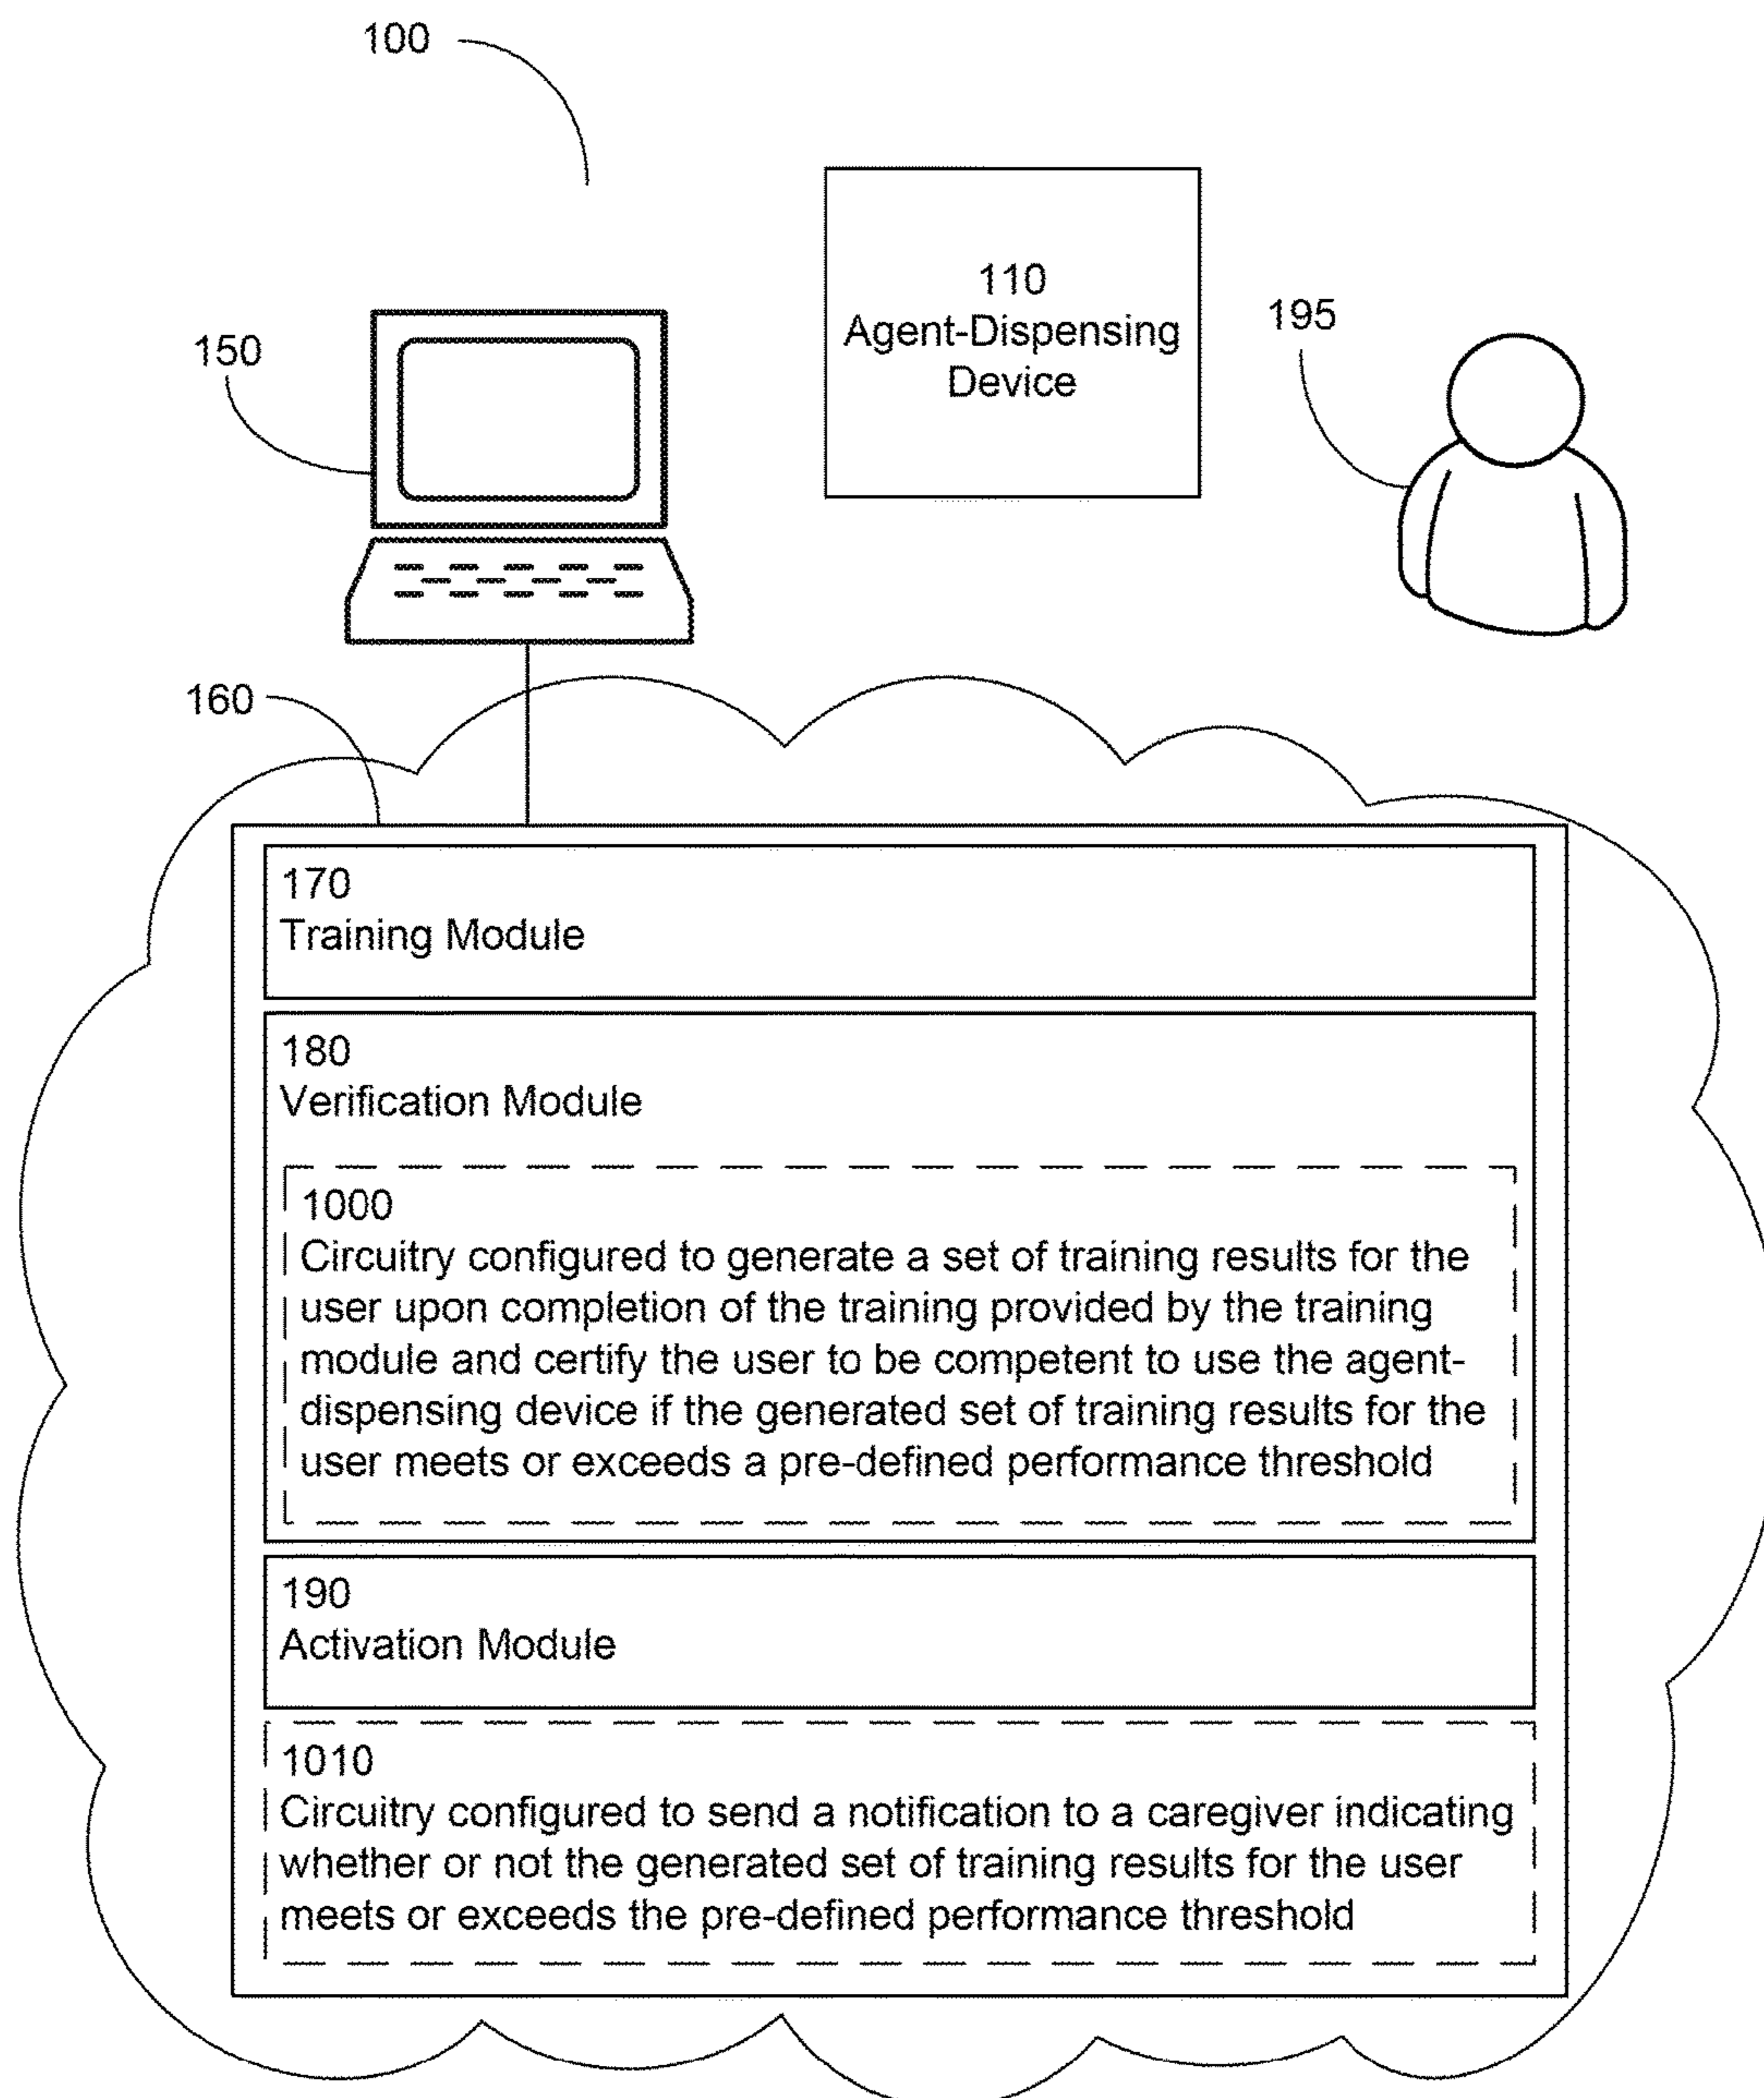 100
110
Agent-Dispensing
Device
195
150
160
170
Training Module
180
Verification Module
1000
Circuitry configured to generate a set of training results for the
user upon completion of the training provided by the training
module and certify the user to be competent to use the agent-
dispensing device if the generated set of training results for the
user meets or exceeds a pre-defined performance threshold
190
Activation Module
1010
Circuitry configured to send a notification to a caregiver indicating
whether or not the generated set of training results for the user
meets or exceeds the pre-defined performance threshold